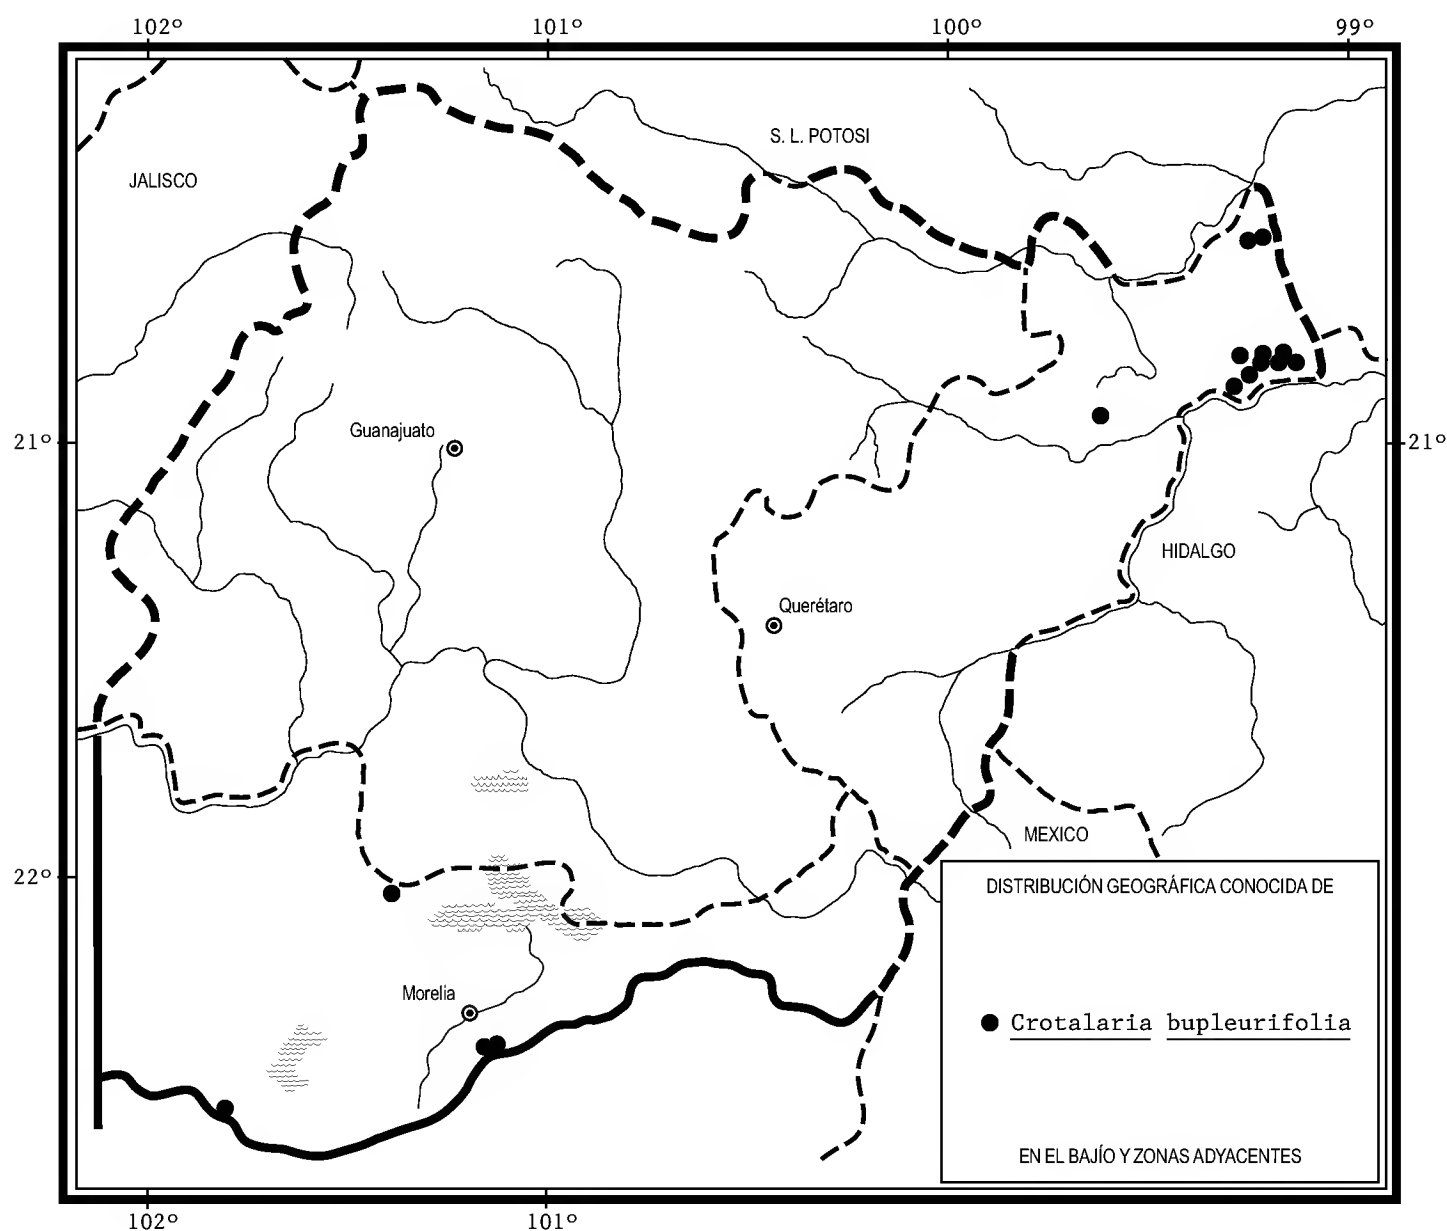 102º 101º 100º 99º
S. L. POTOSI
JALISCO
Guanajuato
21º 21º
HIDALGO
Querétaro
MEXICO
22º
DISTRIBUCIÓN GEOGRÁFICA CONOCIDA DE
Morelia
Crotalaria bupleurifolia
EN EL BAJÍO Y ZONAS ADYACENTES
102º 101º